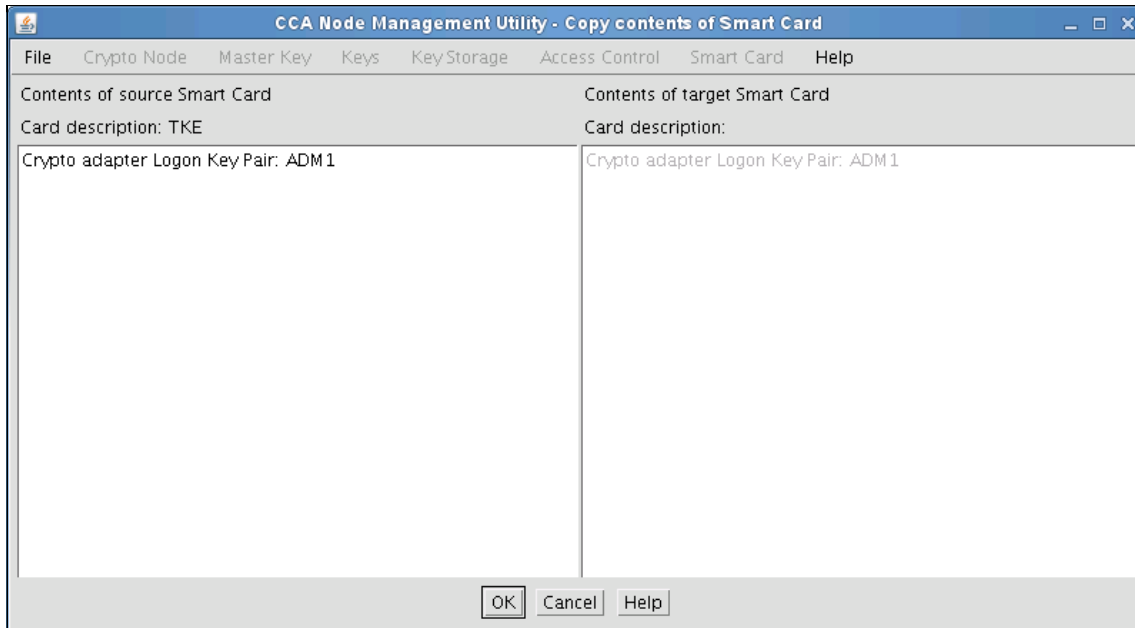 CCA Node Management Utility - Copy contents of Smart Card
File Crypto Node Master Key Keys Key Storage Access Control Smart Card Help
Contents of source Smart Card Contents of target Smart Card
Card description: TKE Card description:
Crypto adapter Logon Key Pair: ADM1 Crypto adapter Logon Key Pair: ADM1
OK Cancel Help